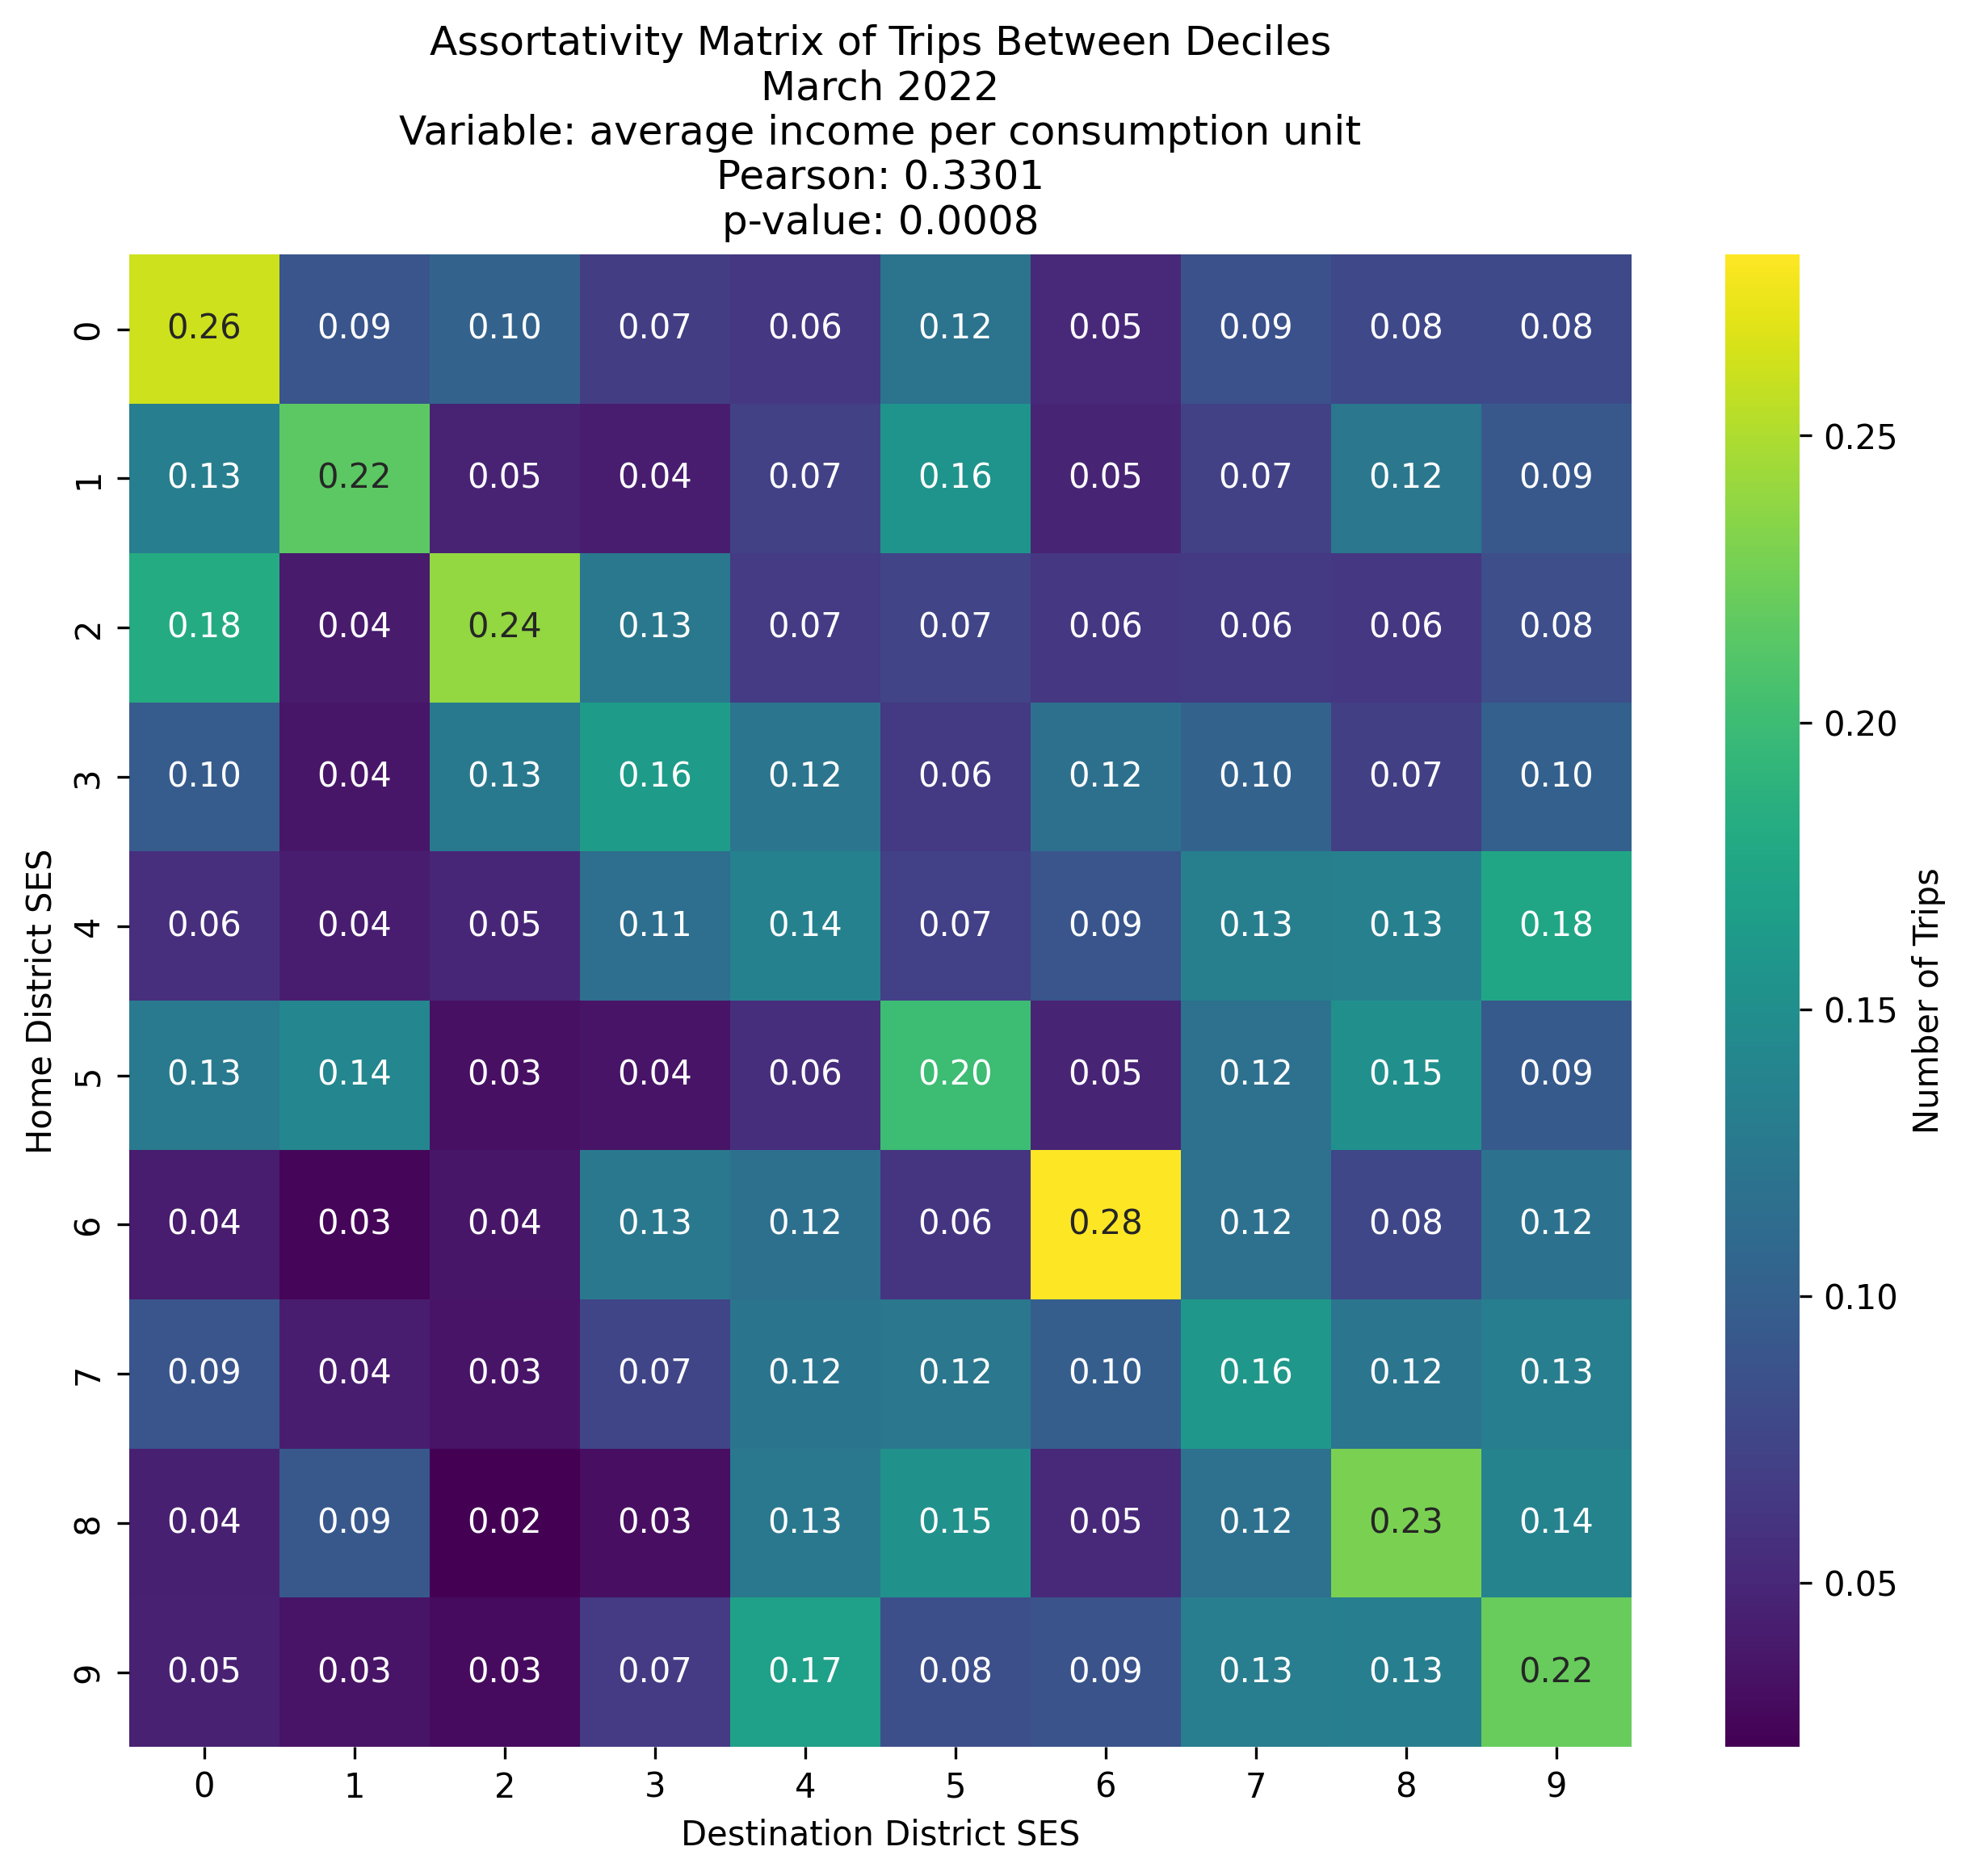 Assortativity Matrix of Trips Between Deciles
March 2022
Variable: average income per consumption unit
Pearson: 0.3301
p-value: 0.0008
0 0.26 0.09 0.10 0.07 0.06 0.12 0.05 0.09 0.08 0.08
1 0.13 0.22 0.05 0.04 0.07 0.16 0.05 0.07 0.12 0.09
2 0.18 0.04 0.24 0.13 0.07 0.07 0.06 0.06 0.06 0.08
3 0.10 0.04 0.13 0.16 0.12 0.06 0.12 0.10 0.07 0.10
4 0.06 0.04 0.05 0.11 0.14 0.07 0.09 0.13 0.13 0.18
5 0.13 0.14 0.03 0.04 0.06 0.20 0.05 0.12 0.15 0.09
6 0.04 0.03 0.04 0.13 0.12 0.06 0.28 0.12 0.08 0.12
7 0.09 0.04 0.03 0.07 0.12 0.12 0.10 0.16 0.12 0.13
8 0.04 0.09 0.02 0.03 0.13 0.15 0.05 0.12 0.23 0.14
9 0.05 0.03 0.03 0.07 0.17 0.08 0.09 0.13 0.13 0.22
0 1 2 3 4 5 6 7 8 9
Destination District SES
Home District SES
0.25
0.20
0.15
0.10
0.05
Number of Trips